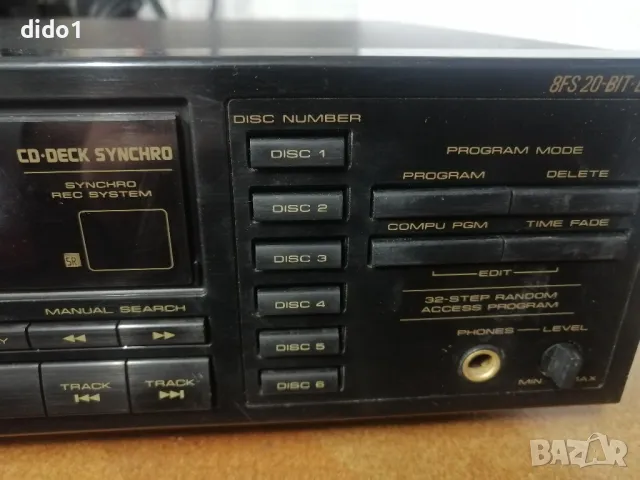 dido1
8FS 20-BIT
DISC NUMBER
CD•DECK SYNCHRO
DISC 1
PROGRAM MODE
PROGRAM DELETE
SYNCHRO
REC SYSTEM
DISC 2
COMPU PGM TIME FADE
SR
DISC 3
EDIT
32-STEP RANDOM
ACCESS PROGRAM
MANUAL SEARCH
DISC 4
PHONES LEVEL
DISC 5
TRACK TRACK
DISC 6
MIN MAX
BAZAR